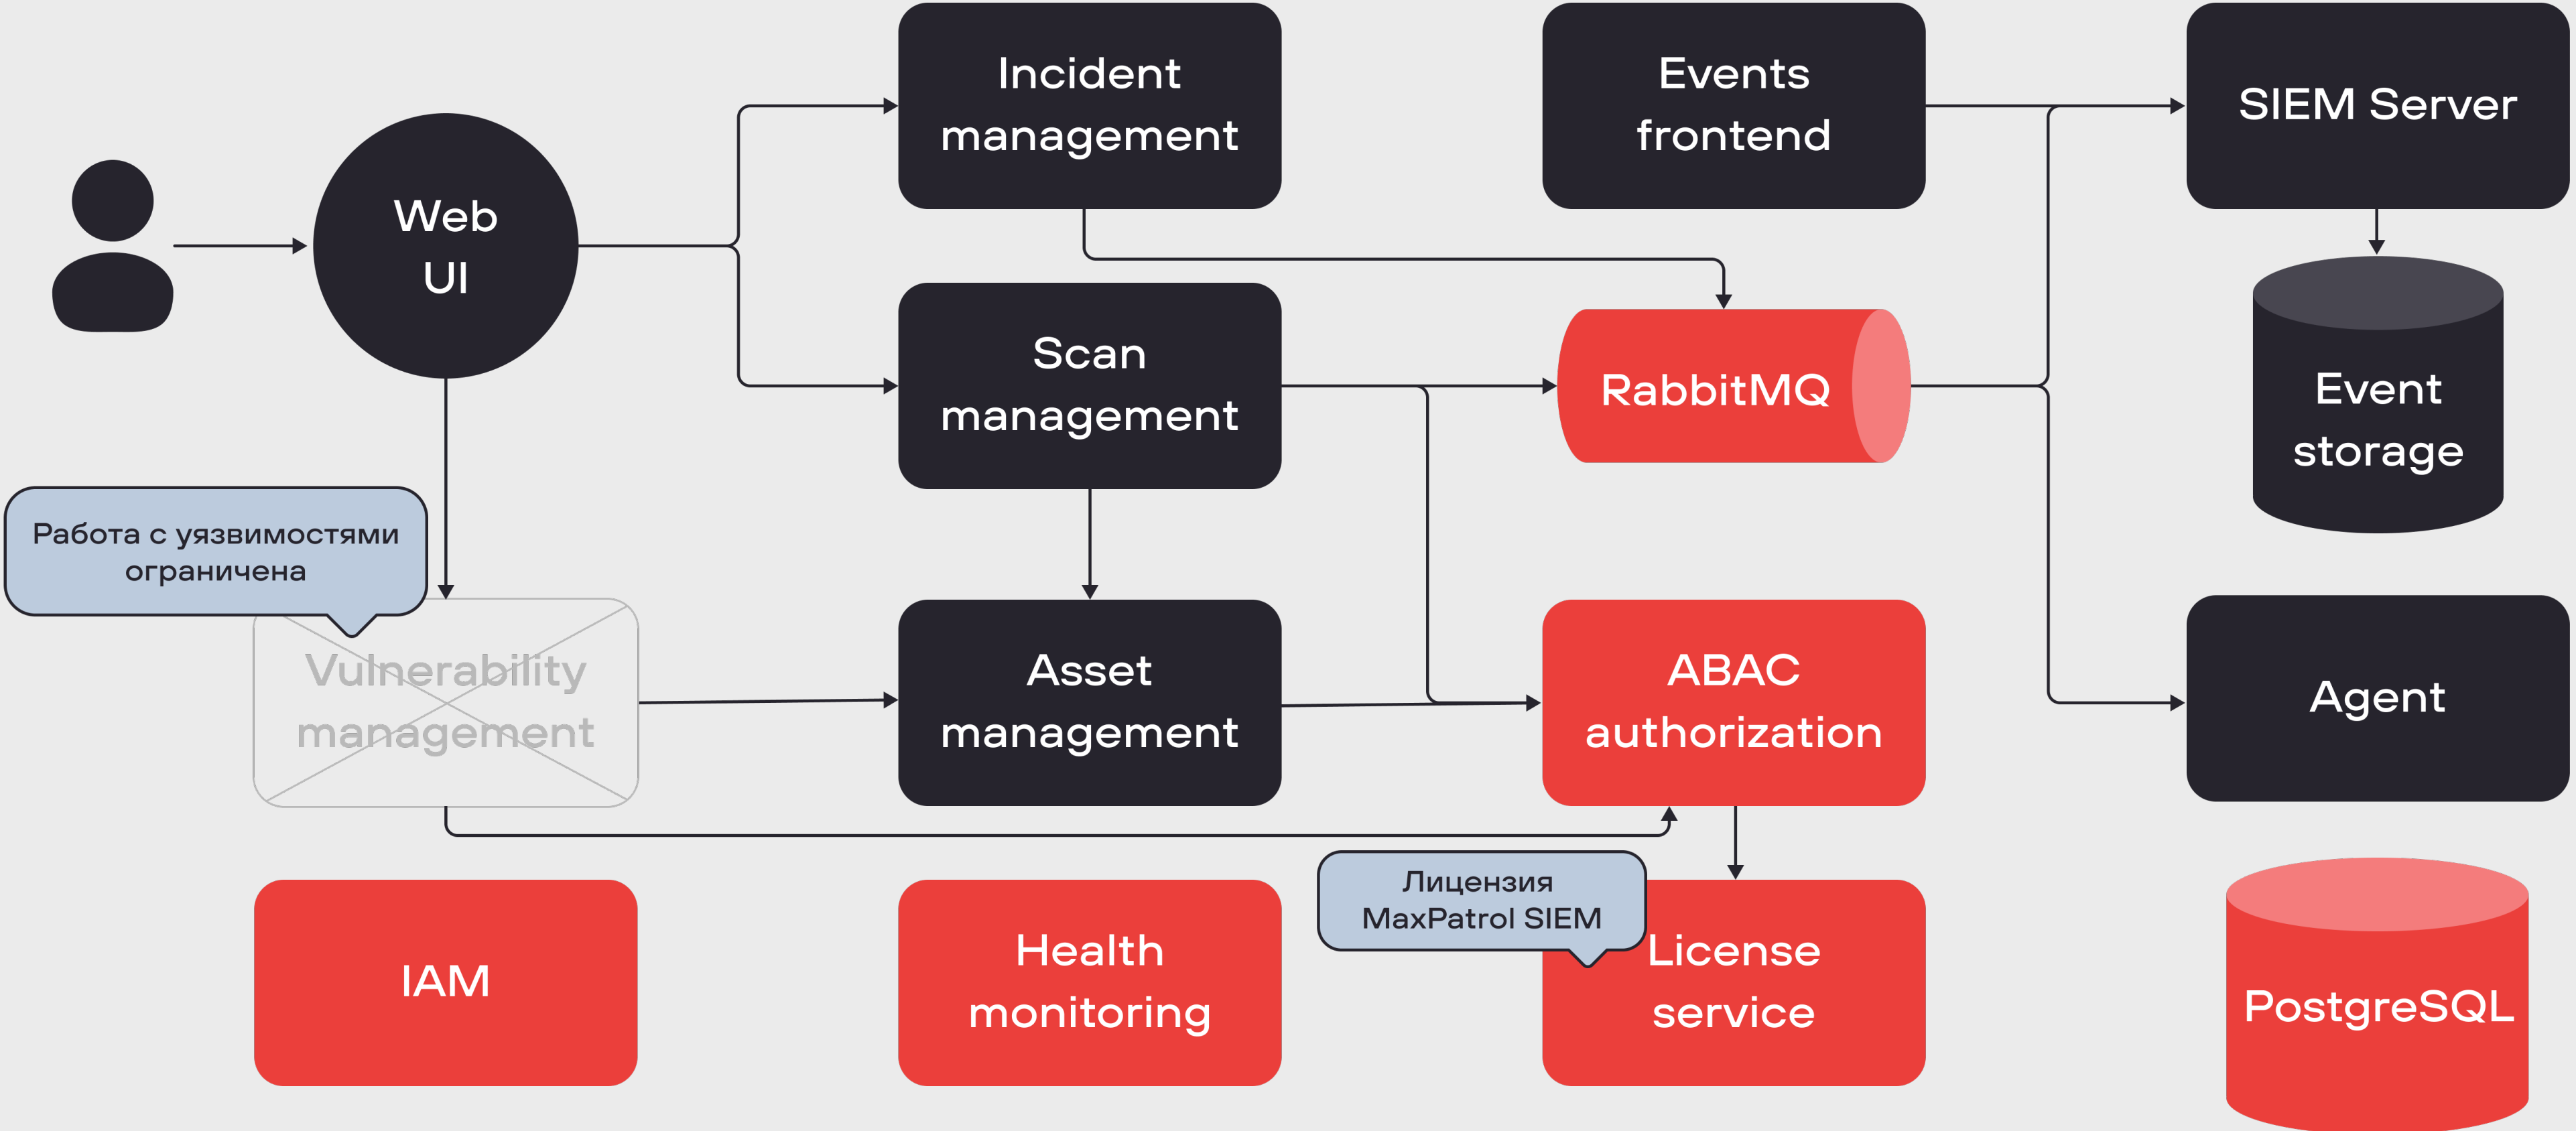 Incident
management
Events
frontend
SIEM Server
Web
UI
Scan
management
RabbitMQ
Event
storage
Работа с уязвимостями
ограничена
Vulnerability
management
Asset
management
ABAC
authorization
Agent
Лицензия
MaxPatrol SIEM
IAM
Health
monitoring
License
service
PostgreSQL